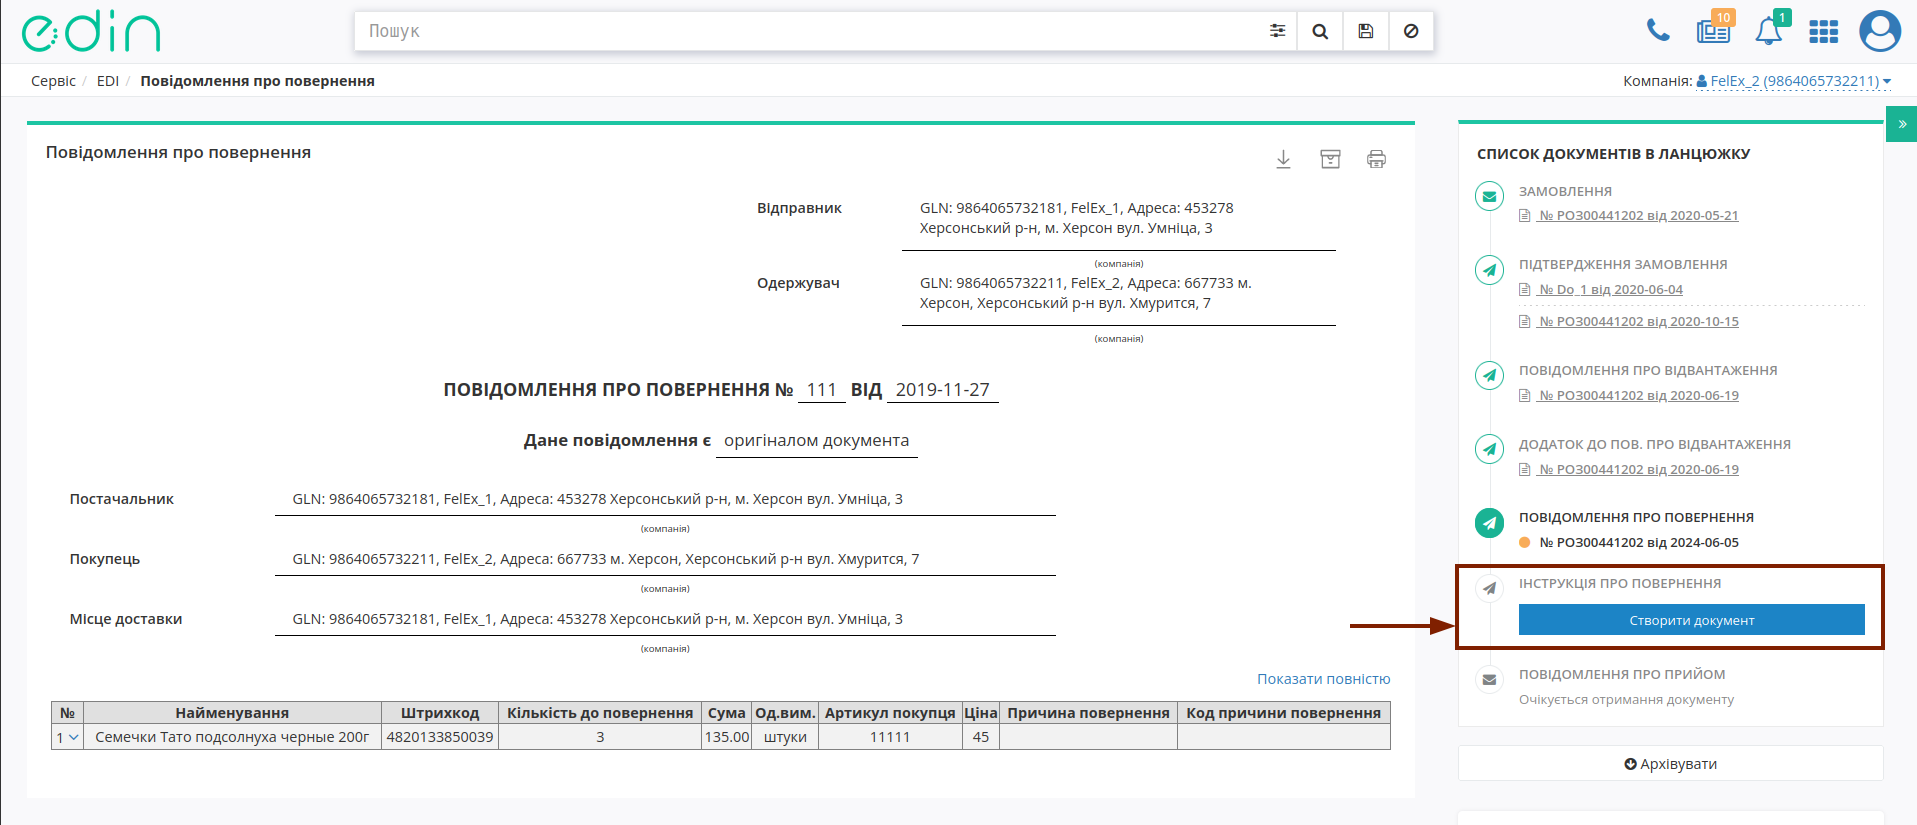 edin
Пошук
10
1
Сервіс / EDI / Повідомлення про повернення
Компанія: FelEx_2 (9864065732211)
»
Повідомлення про повернення
Відправник
GLN: 9864065732181, FelEx_1, Адреса: 453278
Херсонський р-н, м. Херсон вул. Умніца, 3
(компанія)
Одержувач
GLN: 9864065732211, FelEx_2, Адреса: 667733 м.
Херсон, Херсонський р-н вул. Хмурится, 7
(компанія)
ПОВІДОМЛЕННЯ ПРО ПОВЕРНЕННЯ № 111 ВІД 2019-11-27
Дане повідомлення є оригіналом документа
Постачальник
GLN: 9864065732181, FelEx_1, Адреса: 453278 Херсонський р-н, м. Херсон вул. Умніца, 3
(компанія)
Покупець
GLN: 9864065732211, FelEx_2, Адреса: 667733 м. Херсон, Херсонський р-н вул. Хмурится, 7
(компанія)
Місце доставки
GLN: 9864065732181, FelEx_1, Адреса: 453278 Херсонський р-н, м. Херсон вул. Умніца, 3
(компанія)
Показати повністю
№ Найменування Штрихкод Кількість до повернення Сума Од.вим. Артикул покупця Ціна Причина повернення Код причини повернення
1 Семечки Тато подсолнуха черные 200г 4820133850039 3 135.00 штуки 11111 45
СПИСОК ДОКУМЕНТІВ В ЛАНЦЮЖКУ
ЗАМОВЛЕННЯ
№ РО300441202 від 2020-05-21
ПІДТВЕРДЖЕННЯ ЗАМОВЛЕННЯ
№ Do_1 від 2020-06-04
№ РО300441202 від 2020-10-15
ПОВІДОМЛЕННЯ ПРО ВІДВАНТАЖЕННЯ
№ РО300441202 від 2020-06-19
ДОДАТОК ДО ПОВ. ПРО ВІДВАНТАЖЕННЯ
№ РО300441202 від 2020-06-19
ПОВІДОМЛЕННЯ ПРО ПОВЕРНЕННЯ
№ РО300441202 від 2024-06-05
ІНСТРУКЦІЯ ПРО ПОВЕРНЕННЯ
Створити документ
ПОВІДОМЛЕННЯ ПРО ПРИЙОМ
Очікується отримання документу
Архівувати